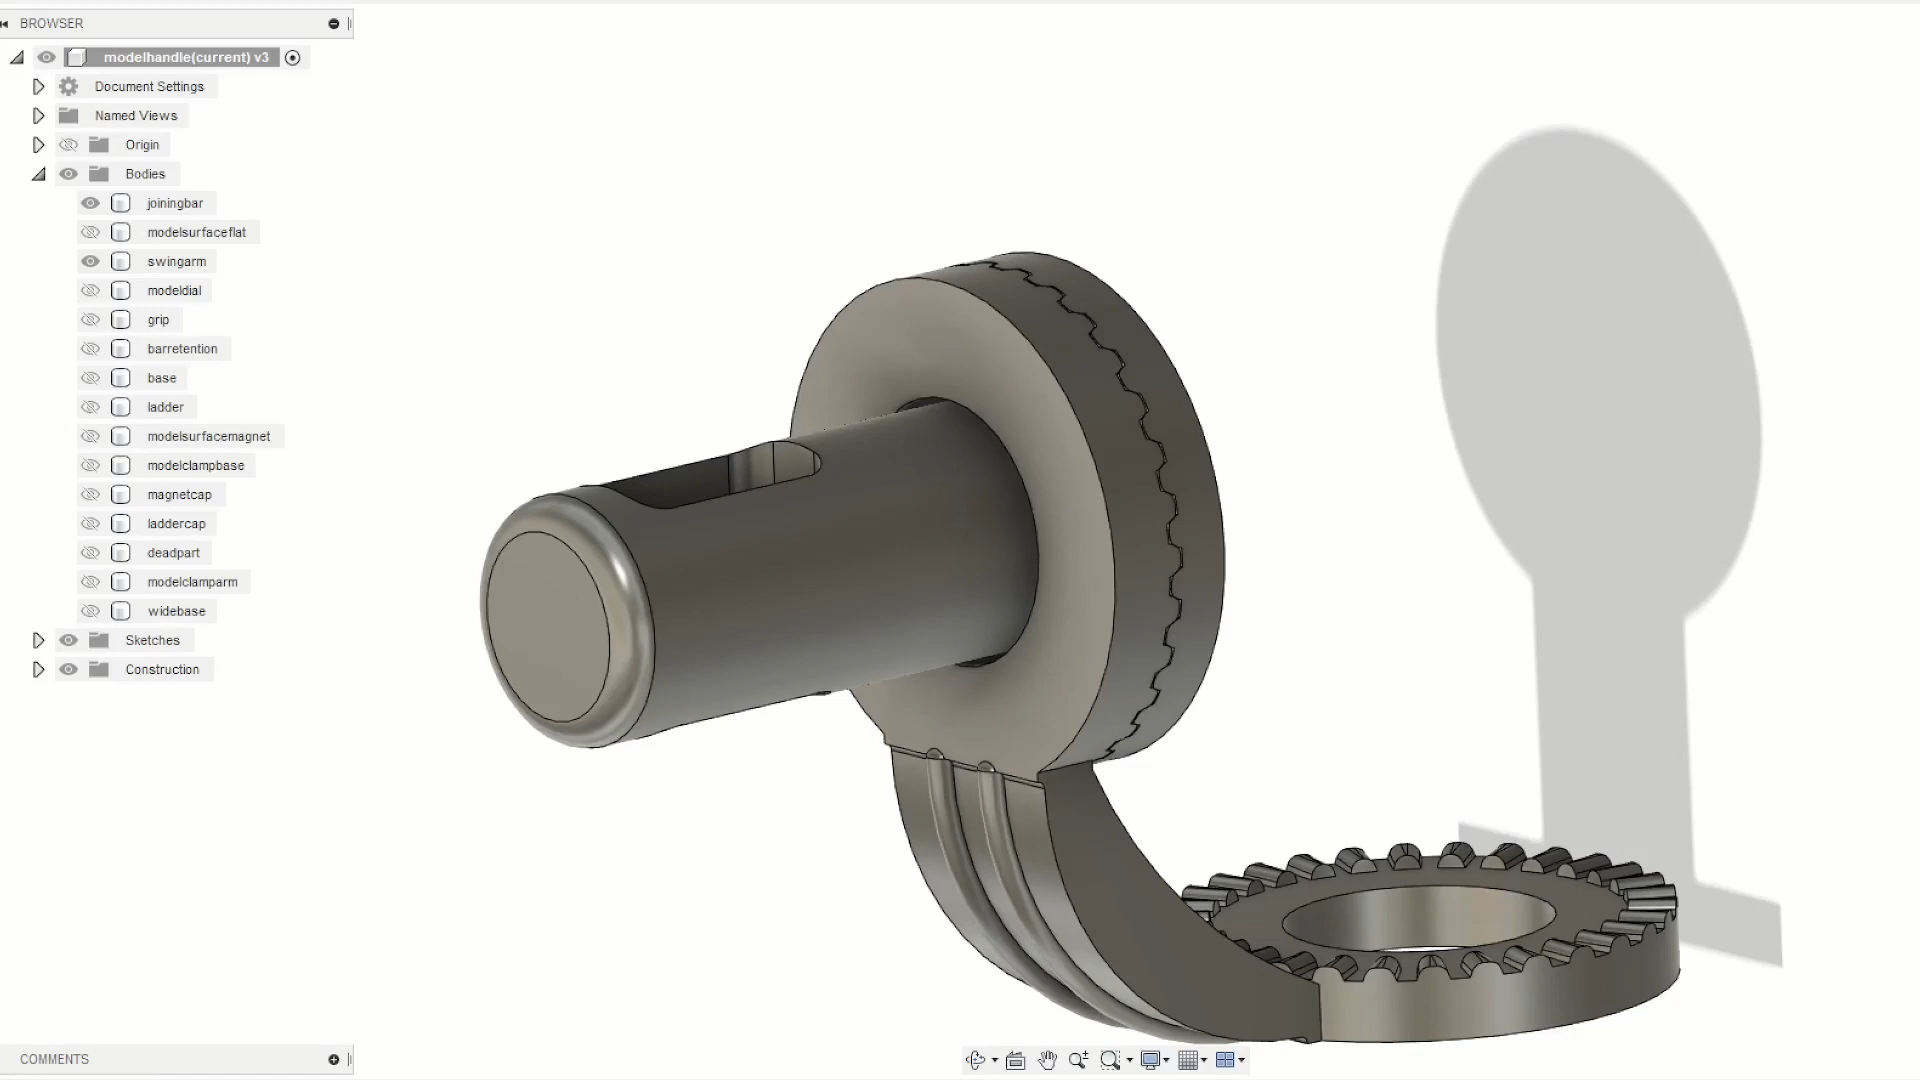 BROWSER
modelhandle(current) v3
Document Settings
Named Views
Origin
Bodies
joiningbar
modelsurfaceflat
swingarm
modeldial
grip
barretention
base
ladder
modelsurfacemagnet
modelclampbase
magnetcap
laddercap
deadpart
modelclamparm
widebase
Sketches
Construction
COMMENTS